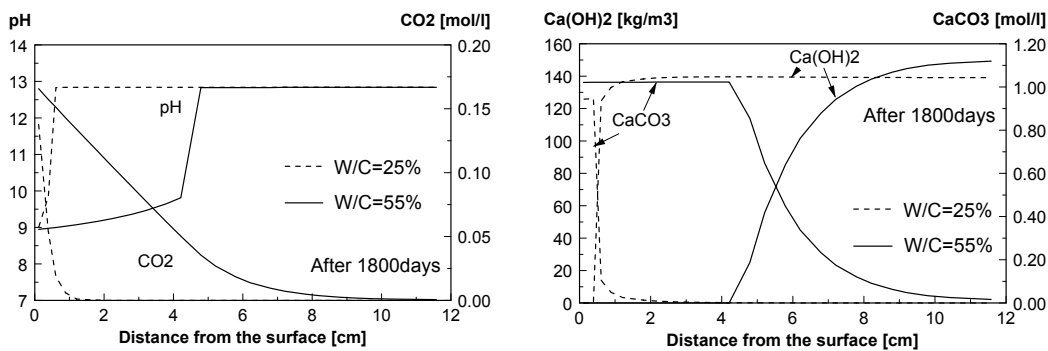 pH
CO2 [mol/l]
14
13
12
11
10
9
8
7
0.20
0.15
0.10
0.05
0.00
pH
W/C=25%
W/C=55%
CO2
After 1800days
0 2 4 6 8 10 12
Distance from the surface [cm]
Ca(OH)2 [kg/m3]
CaCO3 [mol/l]
160
140
120
100
80
60
40
20
0
1.20
1.00
0.80
0.60
0.40
0.20
0.00
Ca(OH)2
CaCO3
After 1800days
W/C=25%
W/C=55%
0 2 4 6 8 10 12
Distance from the surface [cm]